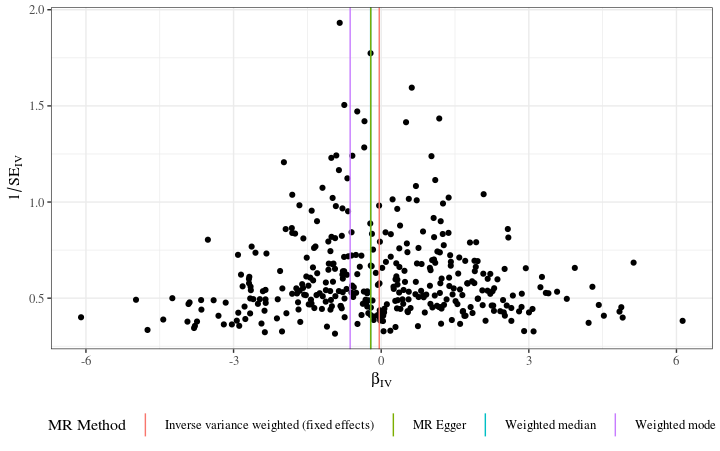 2.0
1.5
1.0
0.5
1/SE_IV
-6 -3 0 3 6
β_IV
MR Method Inverse variance weighted (fixed effects) MR Egger Weighted median Weighted mode